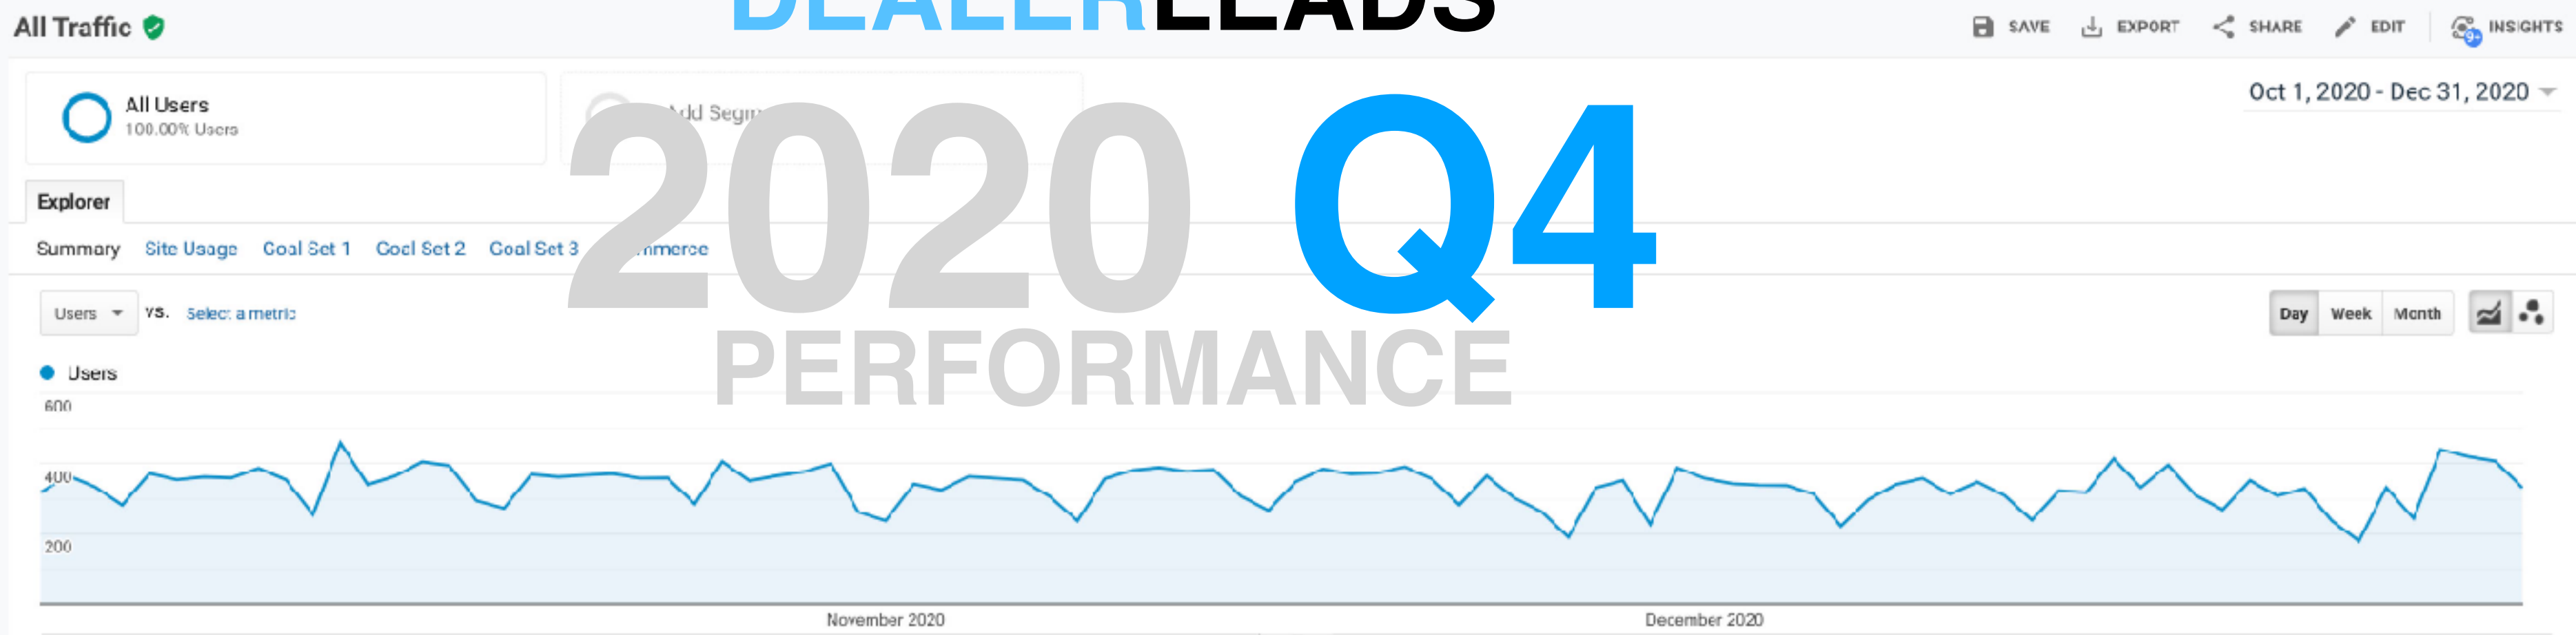 DEALERLEADS
All Traffic
SAVE EXPORT SHARE EDIT 9+ INSIGHTS
All Users
100.00% Users
Oct 1, 2020 - Dec 31, 2020
2020 Q4
Explorer
Summary Site Usage Goal Set 1 Goal Set 2 Goal Set 3
Users VS. Select a metric
Day Week Month
PERFORMANCE
Users
600
400
200
November 2020 December 2020